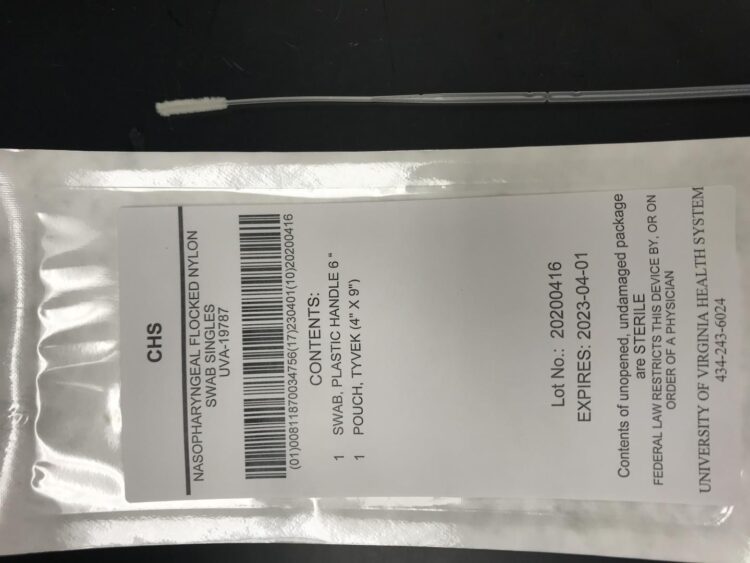 CHS
NASOPHARYNGEAL FLOCKED NYLON
SWAB SINGLES
UVA-19787
(01)00811870034756(17)230401(10)20200416
CONTENTS:
1 SWAB, PLASTIC HANDLE 6 "
1 POUCH, TYVEK (4" X 9")
Lot No.: 20200416
EXPIRES: 2023-04-01
Contents of unopened, undamaged package
are STERILE
FEDERAL LAW RESTRICTS THIS DEVICE BY, OR ON
ORDER OF A PHYSICIAN
UNIVERSITY OF VIRGINIA HEALTH SYSTEM
434-243-6024